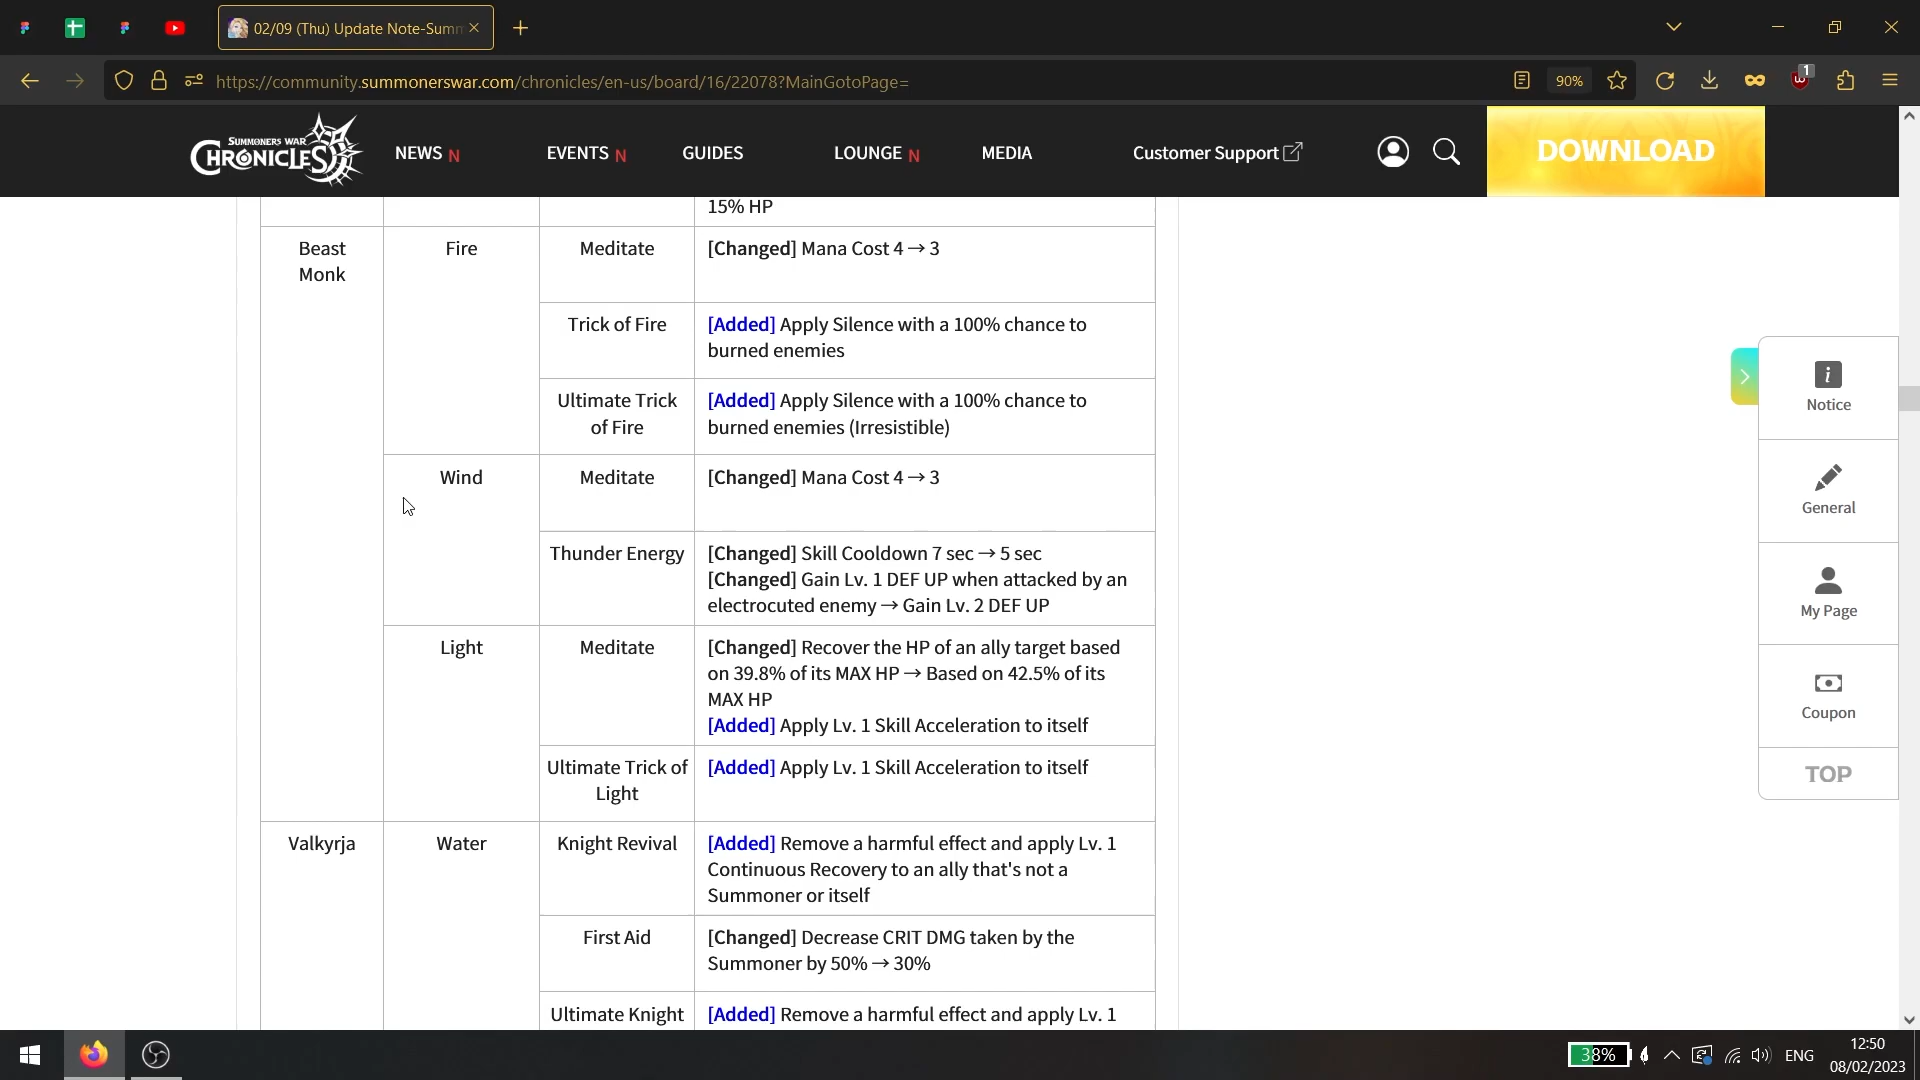 02/09 (Thu) Update Note-Summ
https://community.summonerswar.com/chronicles/en-us/board/16/22078?MainGotoPage=
90%
1
SUMMONERS WAR
CHRONICLES
NEWS N
EVENTS N
GUIDES
LOUNGE N
MEDIA
Customer Support
DOWNLOAD
15% HP
Beast
Monk
Fire
Meditate
[Changed] Mana Cost 4 → 3
Trick of Fire
[Added] Apply Silence with a 100% chance to
burned enemies
Ultimate Trick
of Fire
[Added] Apply Silence with a 100% chance to
burned enemies (Irresistible)
Wind
Meditate
[Changed] Mana Cost 4 → 3
Thunder Energy
[Changed] Skill Cooldown 7 sec → 5 sec
[Changed] Gain Lv. 1 DEF UP when attacked by an
electrocuted enemy → Gain Lv. 2 DEF UP
Light
Meditate
[Changed] Recover the HP of an ally target based
on 39.8% of its MAX HP → Based on 42.5% of its
MAX HP
[Added] Apply Lv. 1 Skill Acceleration to itself
Ultimate Trick of
Light
[Added] Apply Lv. 1 Skill Acceleration to itself
Valkyrja
Water
Knight Revival
[Added] Remove a harmful effect and apply Lv. 1
Continuous Recovery to an ally that's not a
Summoner or itself
First Aid
[Changed] Decrease CRIT DMG taken by the
Summoner by 50% → 30%
Ultimate Knight
[Added] Remove a harmful effect and apply Lv. 1
Notice
General
My Page
Coupon
TOP
38%
ENG
12:50
08/02/2023